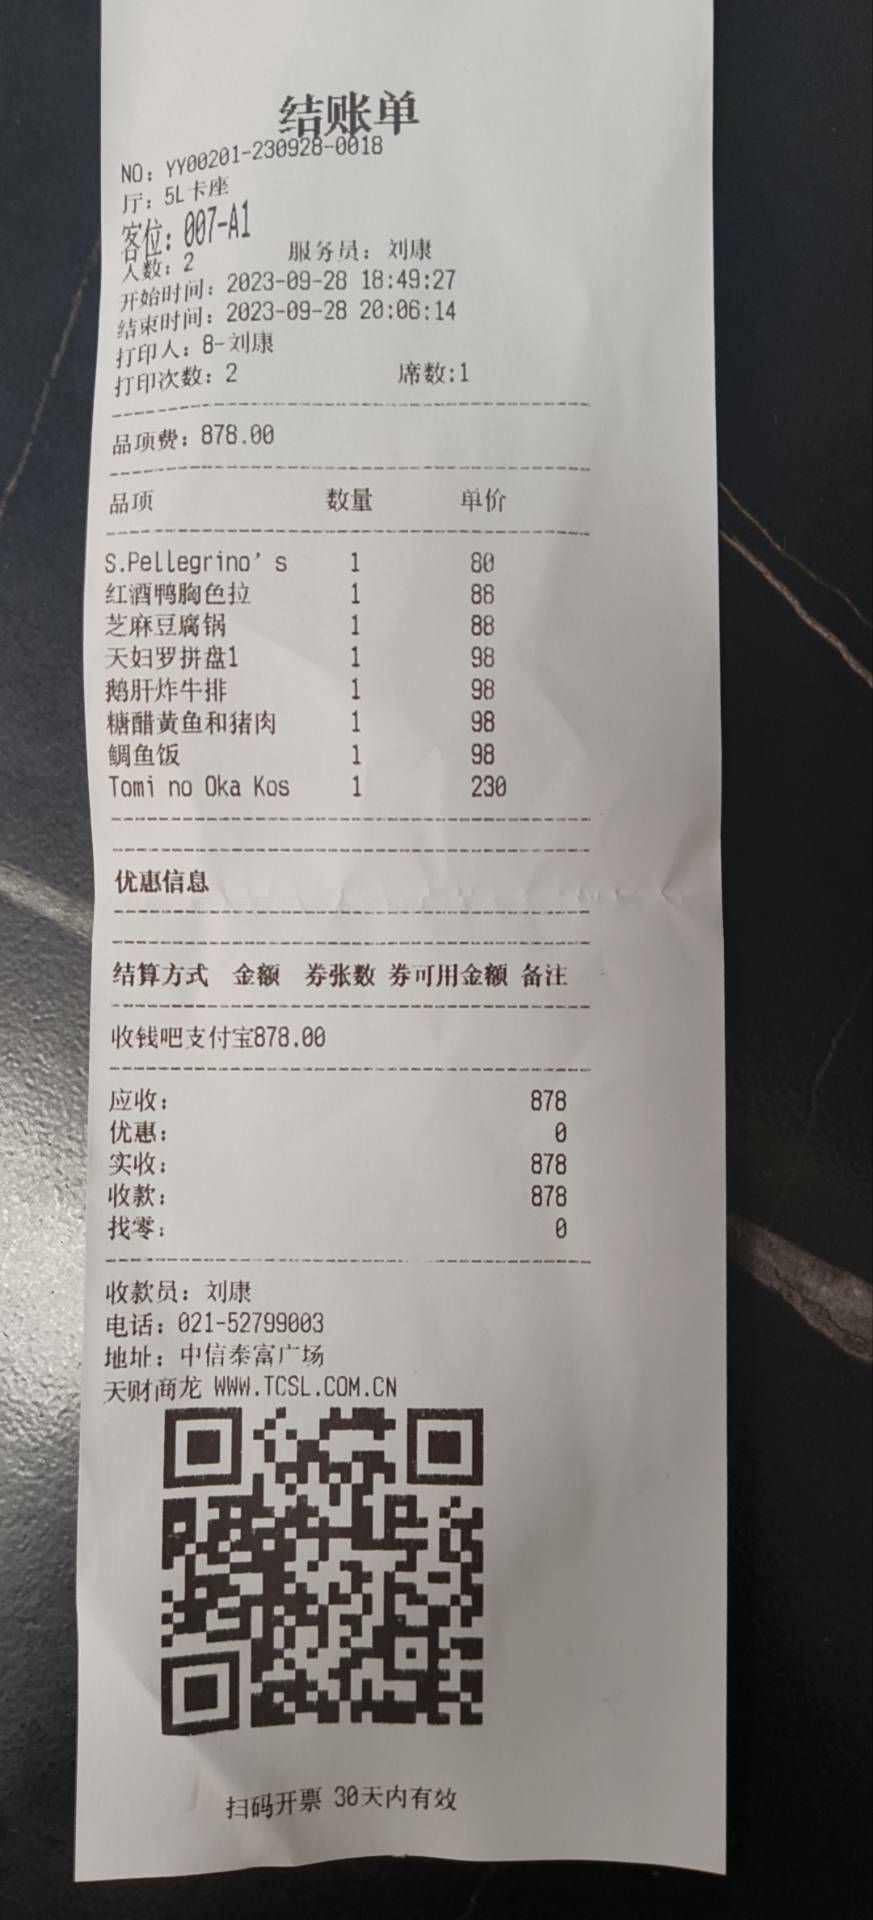 结账单
NO: YY00201-230928-0018
厅: 5L卡座
客位: 007-A1
人数: 2 服务员: 刘康
开始时间: 2023-09-28 18:49:27
结束时间: 2023-09-28 20:06:14
打印人: 8-刘康
打印次数: 2 席数:1
品项费: 878.00
品项 数量 单价
S.Pellegrino's 1 80
红酒鸭胸色拉 1 88
芝麻豆腐锅 1 88
天妇罗拼盘1 1 98
鹅肝炸牛排 1 98
糖醋黄鱼和猪肉 1 98
鲷鱼饭 1 98
Tomi no Oka Kos 1 230
优惠信息
结算方式 金额 券张数 券可用金额 备注
收钱吧支付宝878.00
应收: 878
优惠: 0
实收: 878
收款: 878
找零: 0
收款员: 刘康
电话: 021-52799003
地址: 中信泰富广场
天财商龙 WWW.TCSL.COM.CN
扫码开票 30天内有效